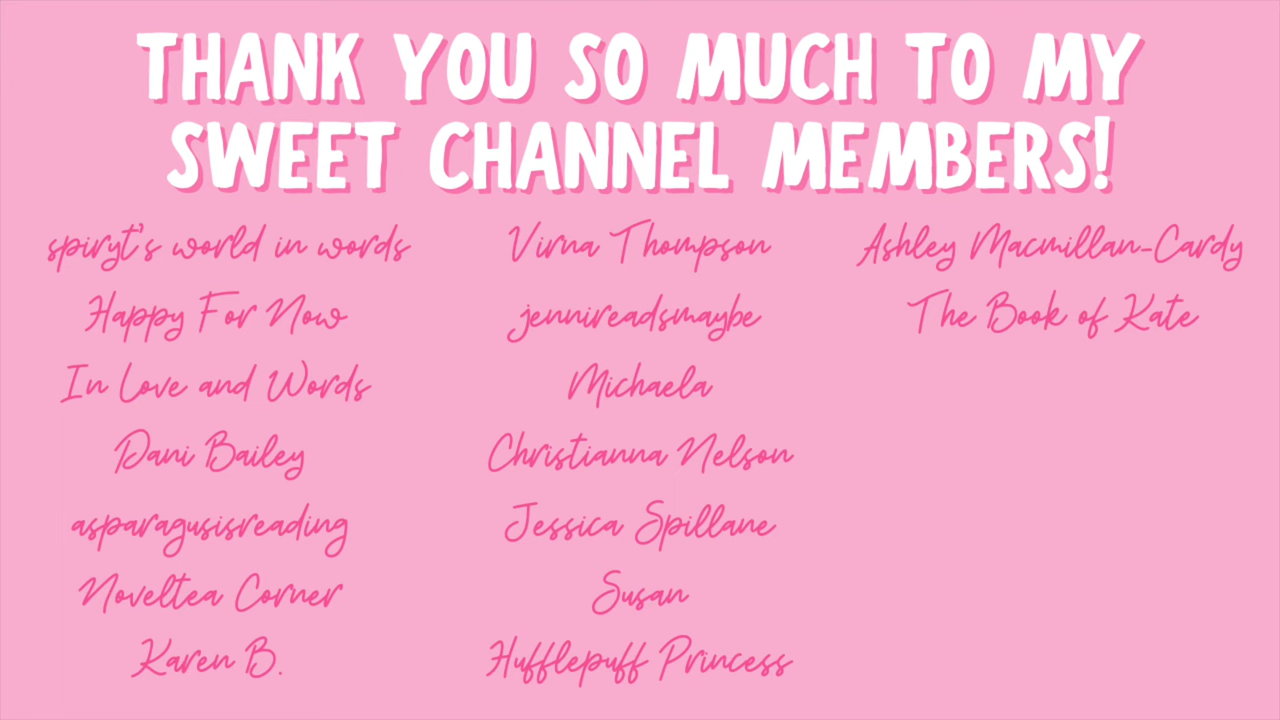 THANK YOU SO MUCH TO MY
SWEET CHANNEL MEMBERS!
spiryt's world in words
Happy For Now
In Love and Words
Dani Bailey
asparagusisreading
Noveltea Corner
Karen B.
Virna Thompson
jennireadsmaybe
Michaela
Christianna Nelson
Jessica Spillane
Susan
Hufflepuff Princess
Ashley Macmillan-Cardy
The Book of Kate